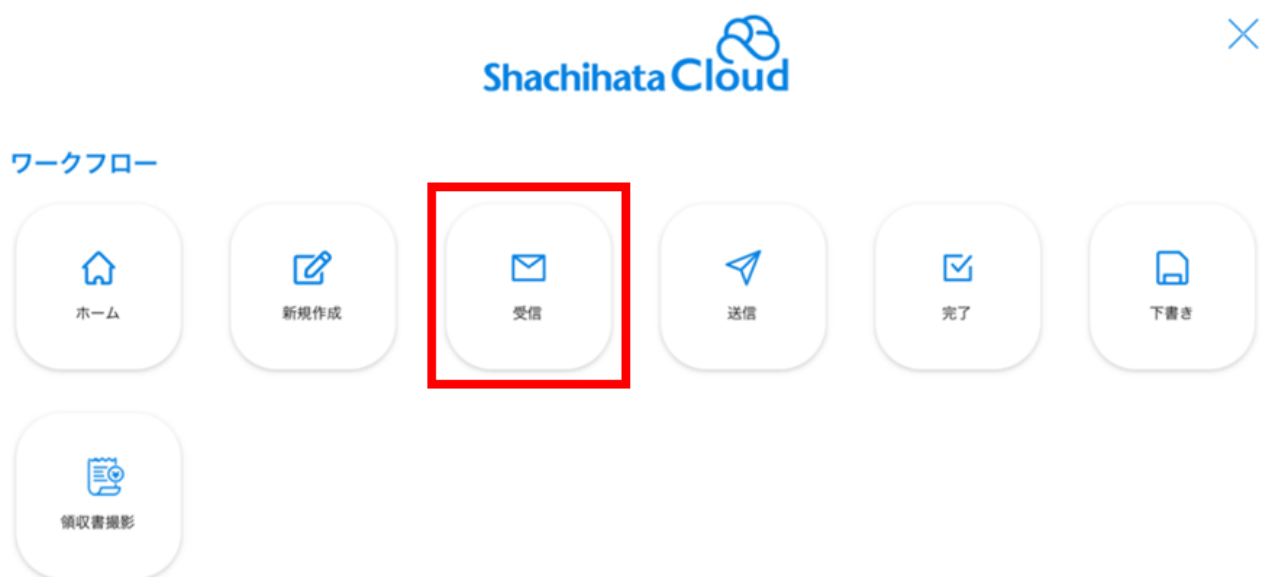 Shachihata Cloud
ワークフロー
ホーム
新規作成
受信
送信
完了
下書き
領収書撮影